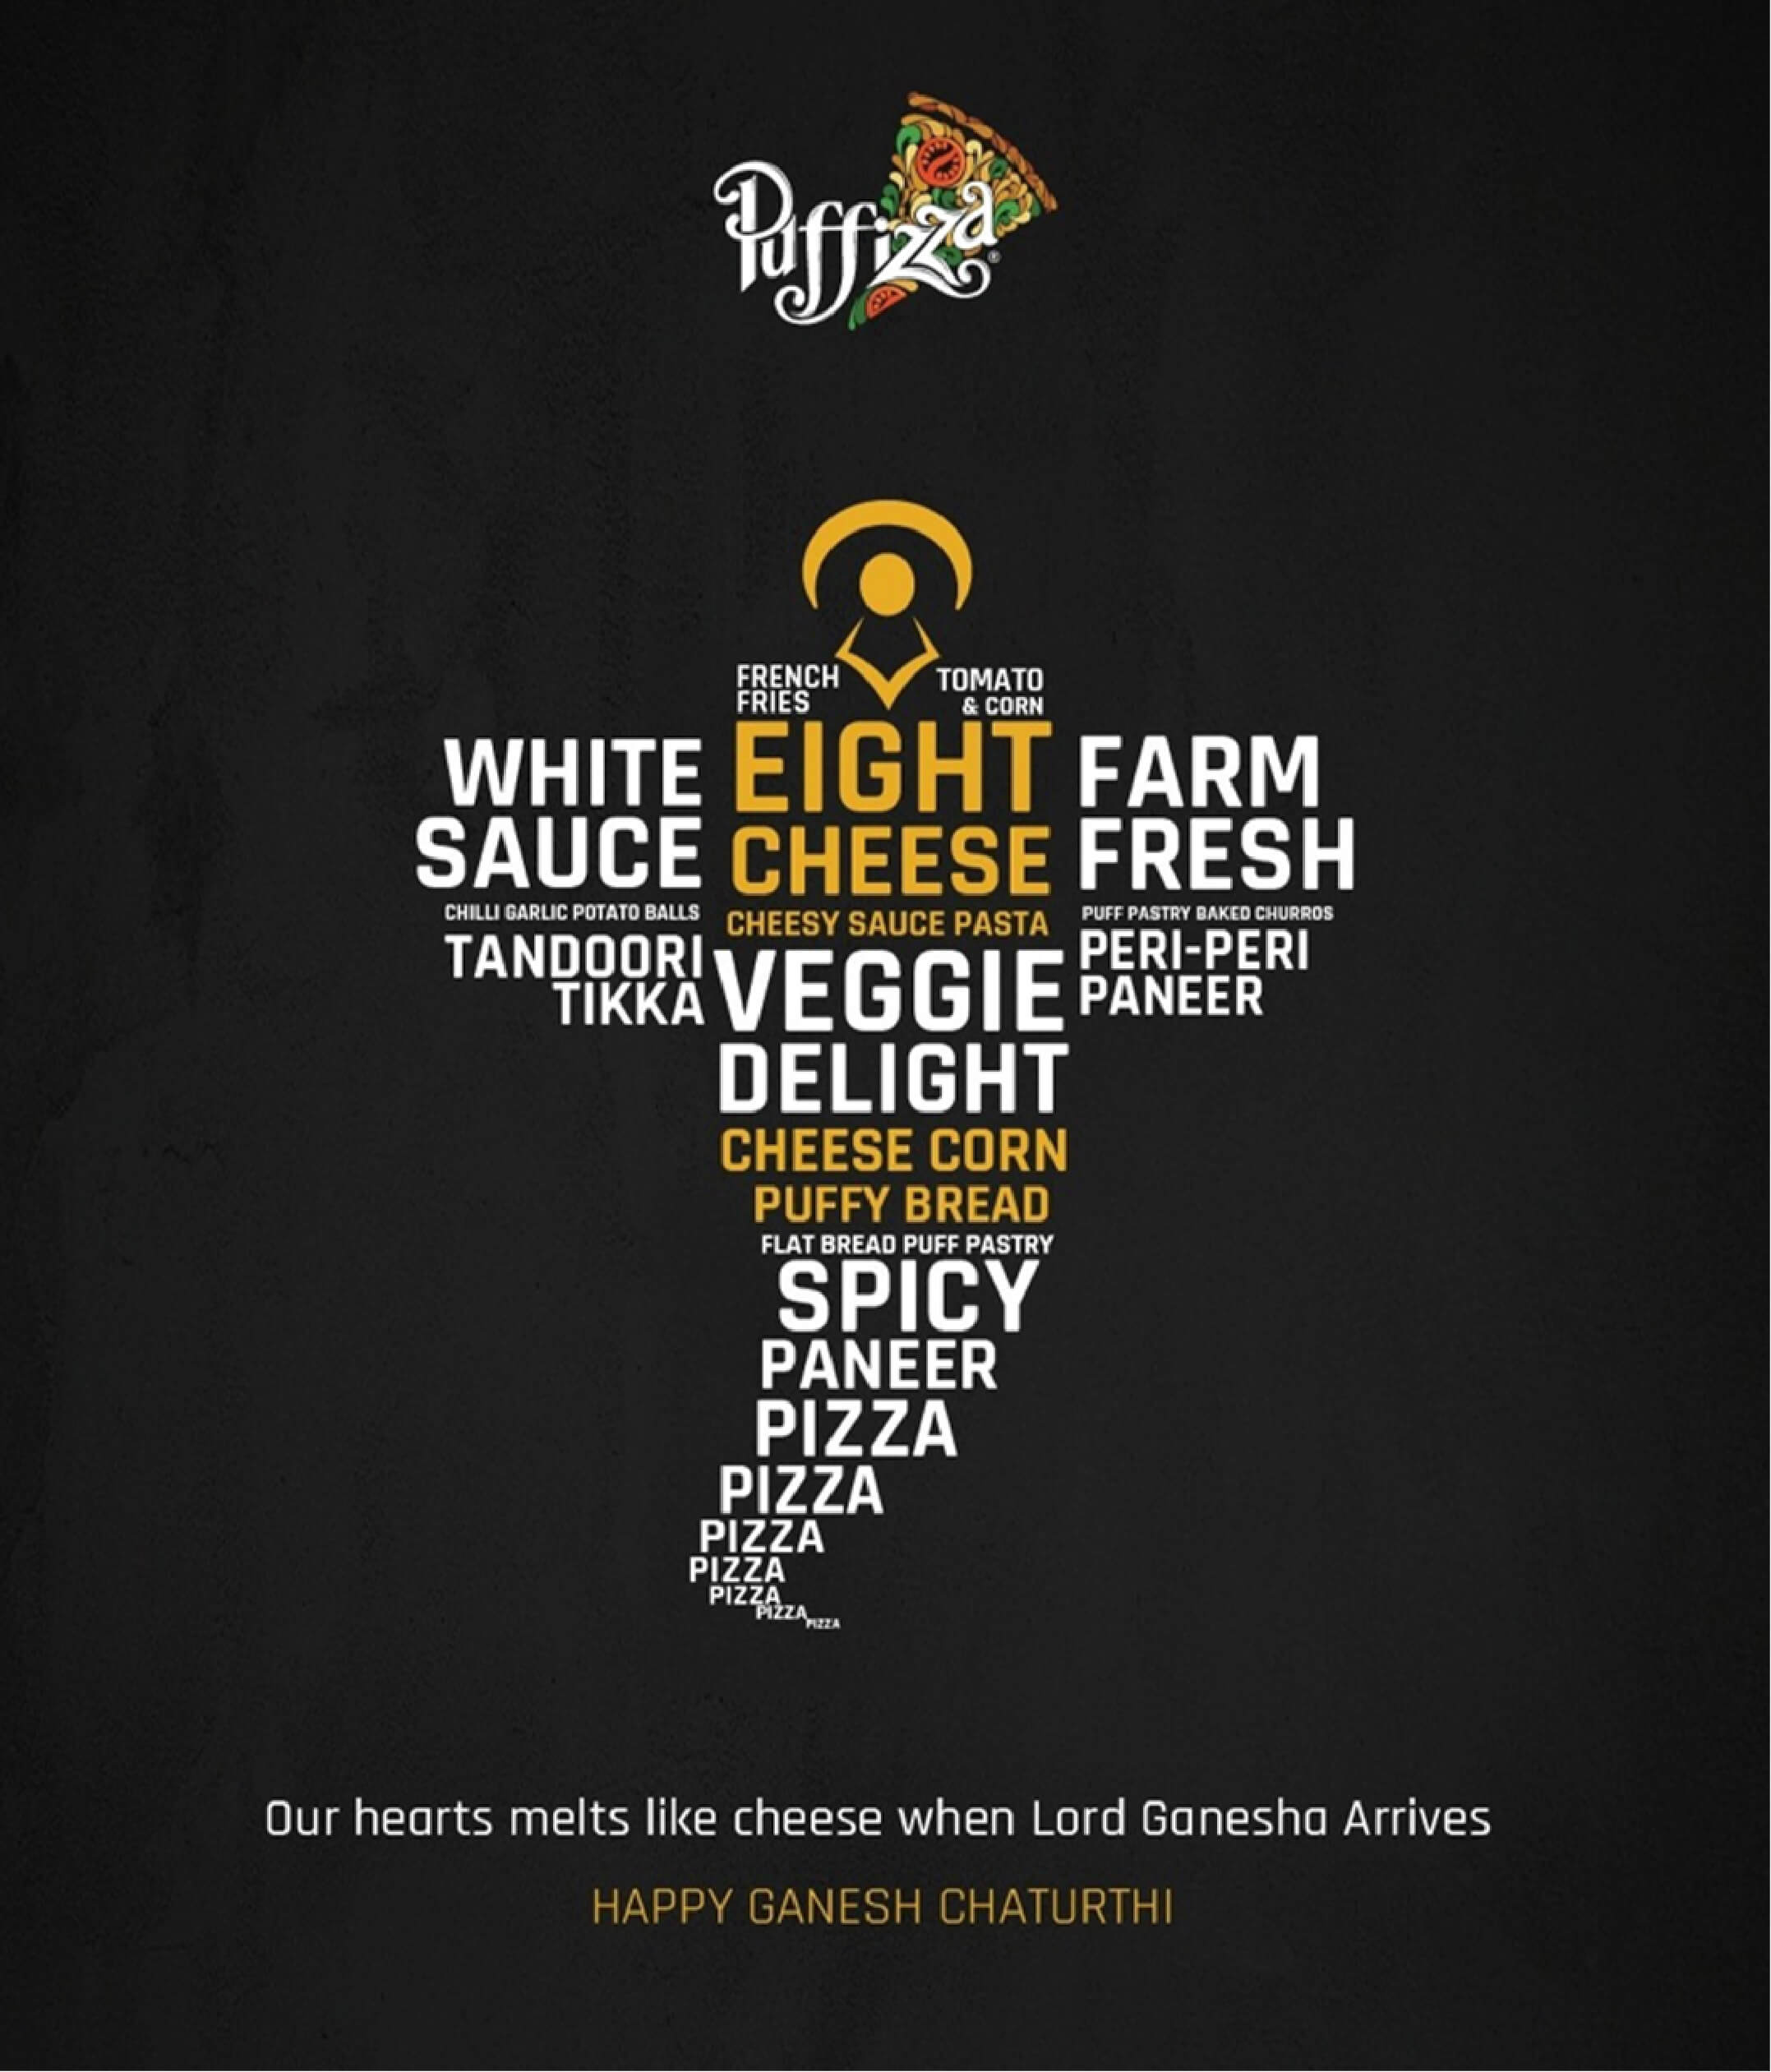 Puffizza®
FRENCH
FRIES
TOMATO
& CORN
WHITE
SAUCE
CHILLI GARLIC POTATO BALLS
TANDOORI
TIKKA
EIGHT
CHEESE
CHEESY SAUCE PASTA
VEGGIE
DELIGHT
FARM
FRESH
PUFF PASTRY BAKED CHURROS
PERI-PERI
PANEER
CHEESE CORN
PUFFY BREAD
FLAT BREAD PUFF PASTRY
SPICY
PANEER
PIZZA
PIZZA
PIZZA
PIZZA
PIZZA
PIZZA
PIZZA
Our hearts melts like cheese when Lord Ganesha Arrives
HAPPY GANESH CHATURTHI